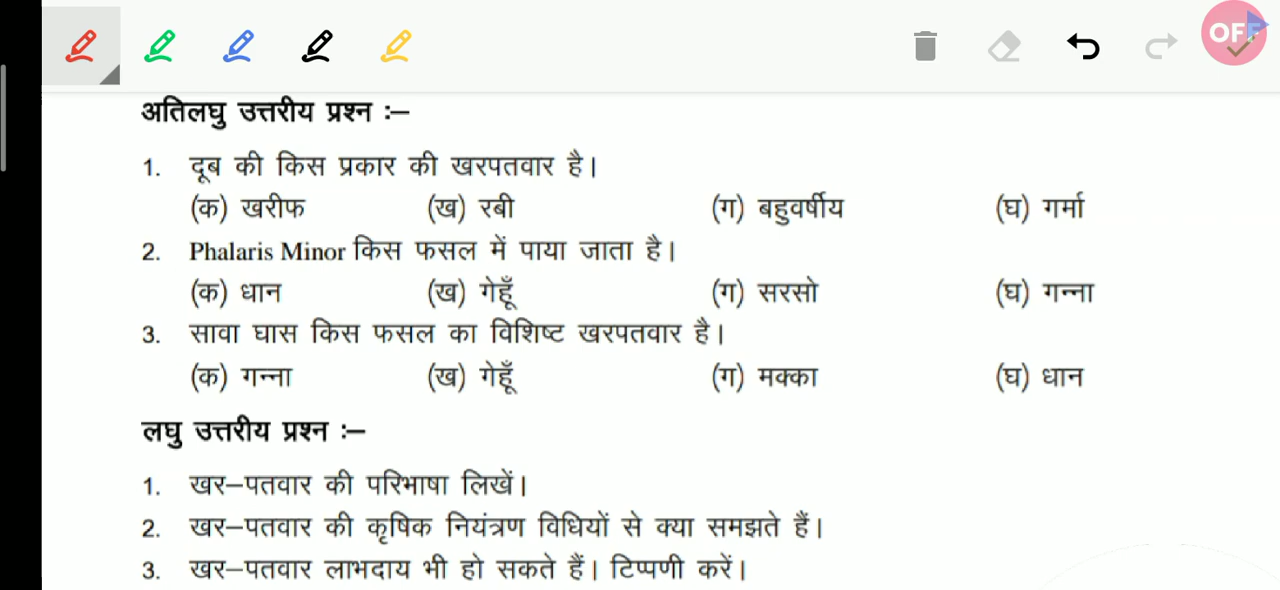 OFF
अतिलघु उत्तरीय प्रश्न :–
1. दूब की किस प्रकार की खरपतवार है।
(क) खरीफ (ख) रबी (ग) बहुवर्षीय (घ) गर्मा
2. Phalaris Minor किस फसल में पाया जाता है।
(क) धान (ख) गेहूँ (ग) सरसो (घ) गन्ना
3. सावा घास किस फसल का विशिष्ट खरपतवार है।
(क) गन्ना (ख) गेहूँ (ग) मक्का (घ) धान
लघु उत्तरीय प्रश्न :–
1. खर–पतवार की परिभाषा लिखें।
2. खर–पतवार की कृषिक नियंत्रण विधियों से क्या समझते हैं।
3. खर–पतवार लाभदाय भी हो सकते हैं। टिप्पणी करें।